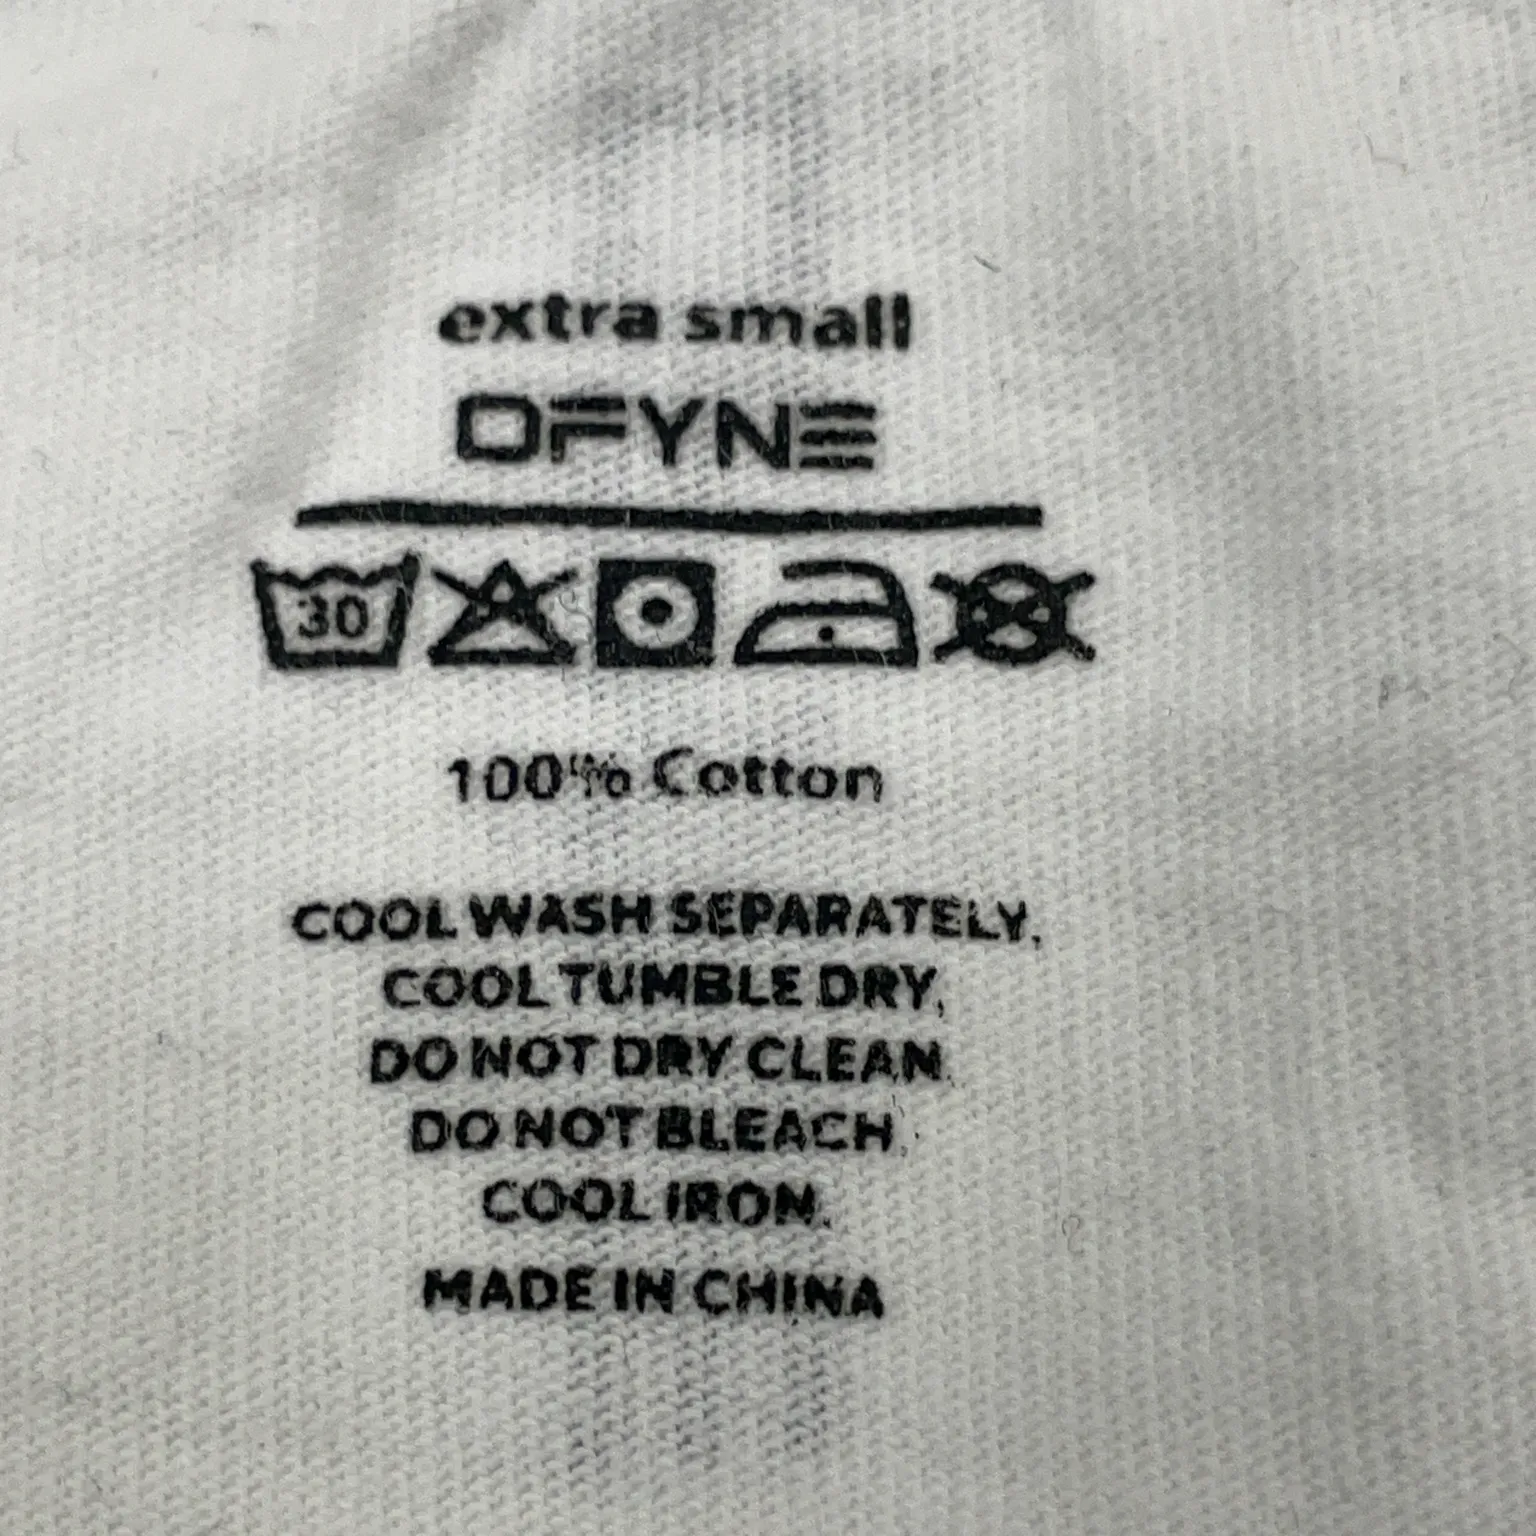 extra small
OFYNE
30
100% Cotton
COOL WASH SEPARATELY,
COOL TUMBLE DRY,
DO NOT DRY CLEAN.
DO NOT BLEACH.
COOL IRON.
MADE IN CHINA